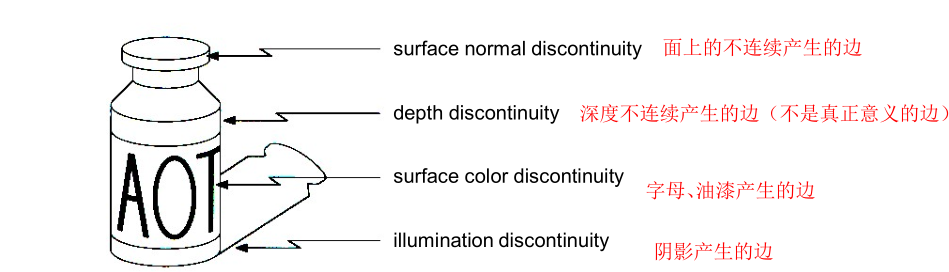 surface normal discontinuity 面上的不连续产生的边
depth discontinuity 深度不连续产生的边（不是真正意义的边）
AOT
surface color discontinuity 字母、油漆产生的边
illumination discontinuity 阴影产生的边